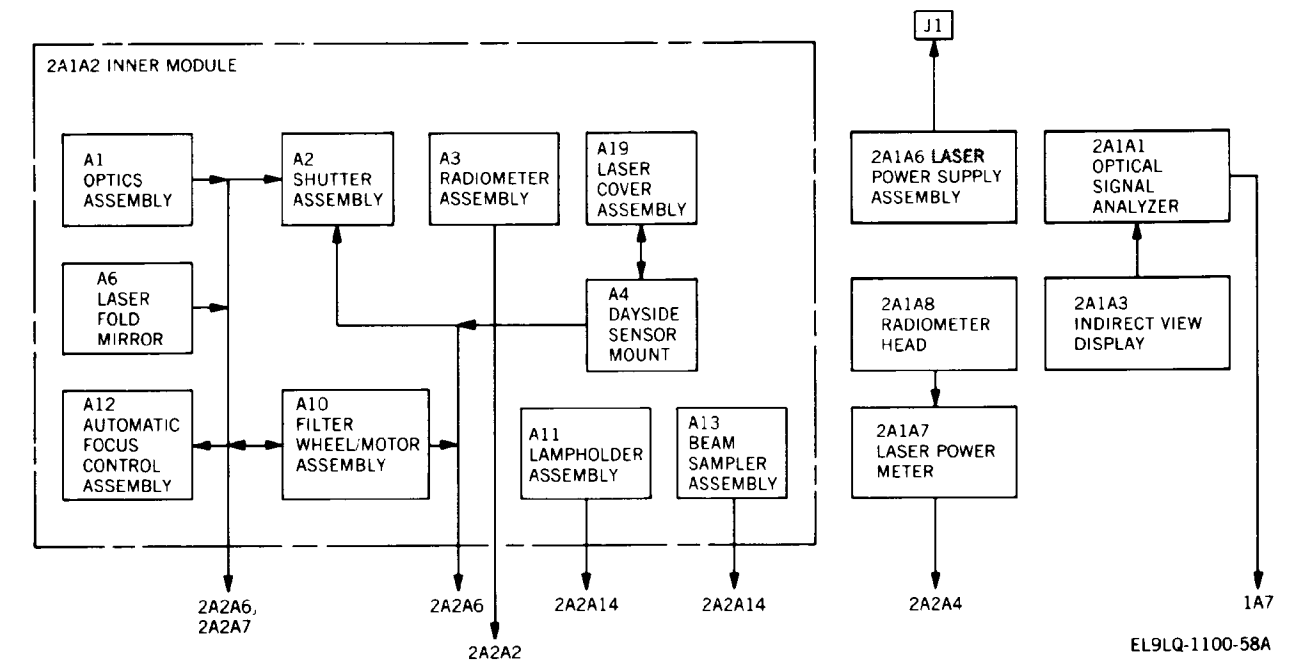 J1
2A1A2 INNER MODULE
A1
OPTICS
ASSEMBLY
A2
SHUTTER
ASSEMBLY
A3
RADIOMETER
ASSEMBLY
A19
LASER
COVER
ASSEMBLY
2A1A6 LASER
POWER SUPPLY
ASSEMBLY
2A1A1
OPTICAL
SIGNAL
ANALYZER
A6
LASER
FOLD
MIRROR
A4
DAYSIDE
SENSOR
MOUNT
2A1A8
RADIOMETER
HEAD
2A1A3
INDIRECT VIEW
DISPLAY
A12
AUTOMATIC
FOCUS
CONTROL
ASSEMBLY
A10
FILTER
WHEEL/MOTOR
ASSEMBLY
A11
LAMPHOLDER
ASSEMBLY
A13
BEAM
SAMPLER
ASSEMBLY
2A1A7
LASER POWER
METER
2A2A6,
2A2A7
2A2A6
2A2A2
2A2A14
2A2A14
2A2A4
1A7
EL9LQ-1100-58A